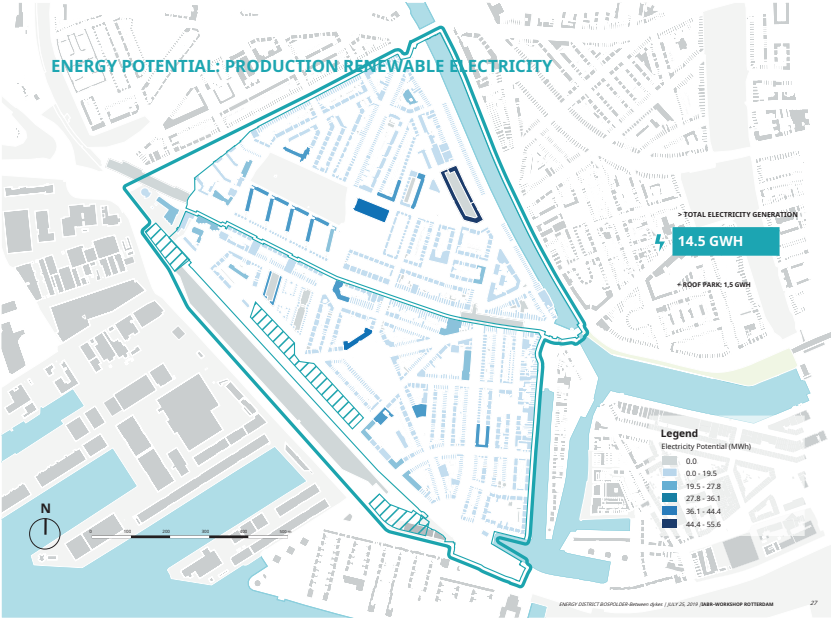 ENERGY POTENTIAL: PRODUCTION RENEWABLE ELECTRICITY
> TOTAL ELECTRICITY GENERATION
14.5 GWH
+ ROOF PARK: 1,5 GWH
Legend
Electricity Potential (MWh)
0.0
0.0 - 19.5
19.5 - 27.8
27.8 - 36.1
36.1 - 44.4
44.4 - 55.6
N
0 100 200 300 400 500 m
ENERGY DISTRICT BOSPOLDER-Between dykes | JULY 25, 2019 |IABR-WORKSHOP ROTTERDAM
27